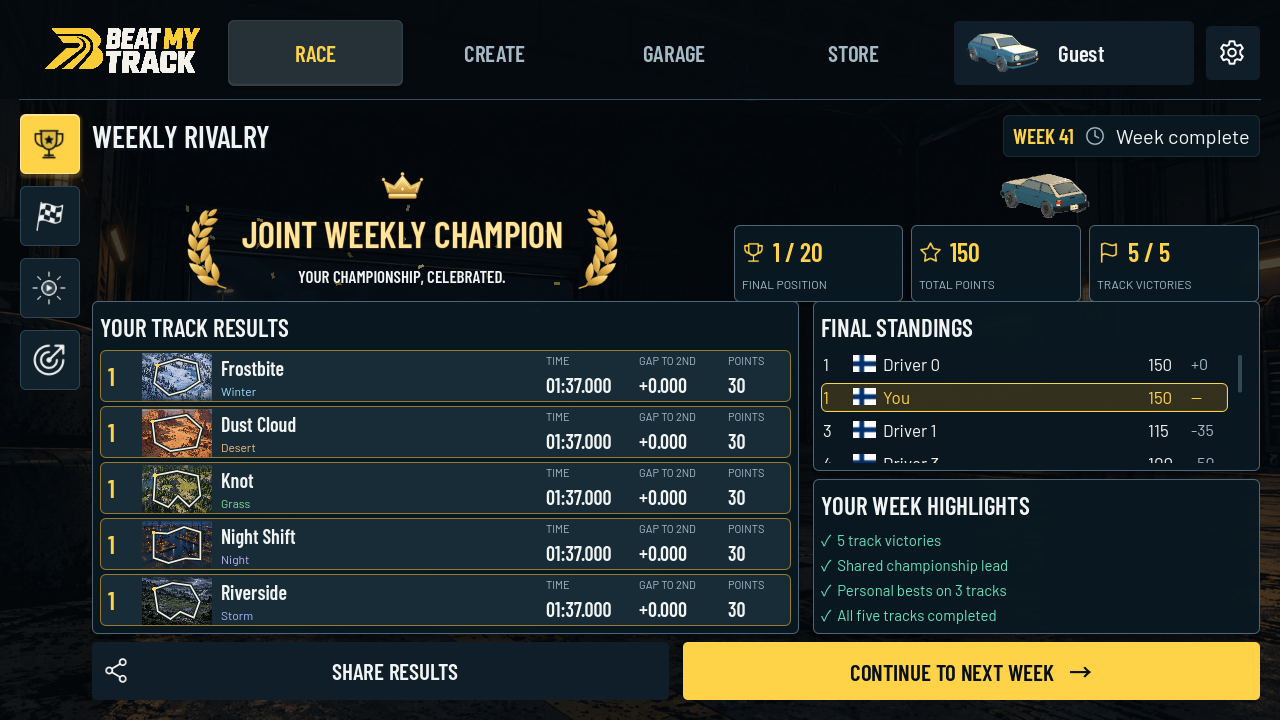 BEAT MY TRACK
RACE
CREATE
GARAGE
STORE
Guest
WEEKLY RIVALRY
WEEK 41
Week complete
JOINT WEEKLY CHAMPION
YOUR CHAMPIONSHIP, CELEBRATED.
1 / 20
FINAL POSITION
150
TOTAL POINTS
5 / 5
TRACK VICTORIES
YOUR TRACK RESULTS
1 Frostbite Winter TIME 01:37.000 GAP TO 2ND +0.000 POINTS 30
1 Dust Cloud Desert TIME 01:37.000 GAP TO 2ND +0.000 POINTS 30
1 Knot Grass TIME 01:37.000 GAP TO 2ND +0.000 POINTS 30
1 Night Shift Night TIME 01:37.000 GAP TO 2ND +0.000 POINTS 30
1 Riverside Storm TIME 01:37.000 GAP TO 2ND +0.000 POINTS 30
FINAL STANDINGS
1 Driver 0 150 +0
1 You 150 –
3 Driver 1 115 -35
YOUR WEEK HIGHLIGHTS
✓ 5 track victories
✓ Shared championship lead
✓ Personal bests on 3 tracks
✓ All five tracks completed
SHARE RESULTS
CONTINUE TO NEXT WEEK →